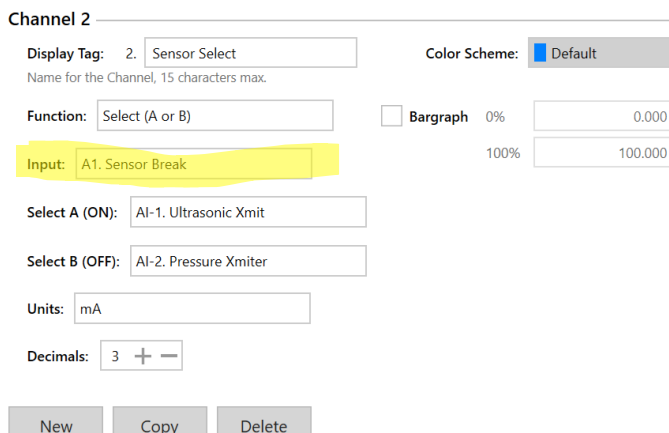 Channel 2
Display Tag: 2. Sensor Select Color Scheme: Default
Name for the Channel, 15 characters max.
Function: Select (A or B) Bargraph 0% 0.000
Input: A1. Sensor Break 100% 100.000
Select A (ON): AI-1. Ultrasonic Xmit
Select B (OFF): AI-2. Pressure Xmiter
Units: mA
Decimals: 3 + −
New Copy Delete